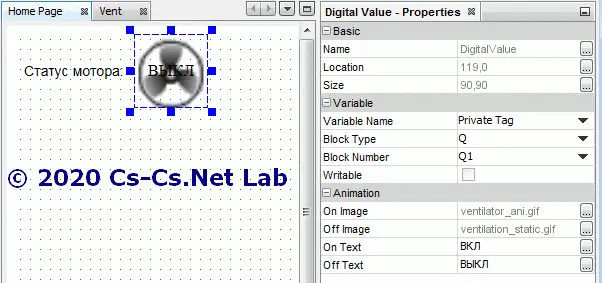 Home Page
Vent
Статус мотора:
ВЫКЛ
© 2020 Cs-Cs.Net Lab
Digital Value - Properties
Basic
Name DigitalValue ...
Location 119,0 ...
Size 90,90 ...
Variable
Variable Name Private Tag
Block Type Q
Block Number Q1
Writable
Animation
On Image ventilator_ani.gif ...
Off Image ventilation_static.gif ...
On Text ВКЛ ...
Off Text ВЫКЛ ...